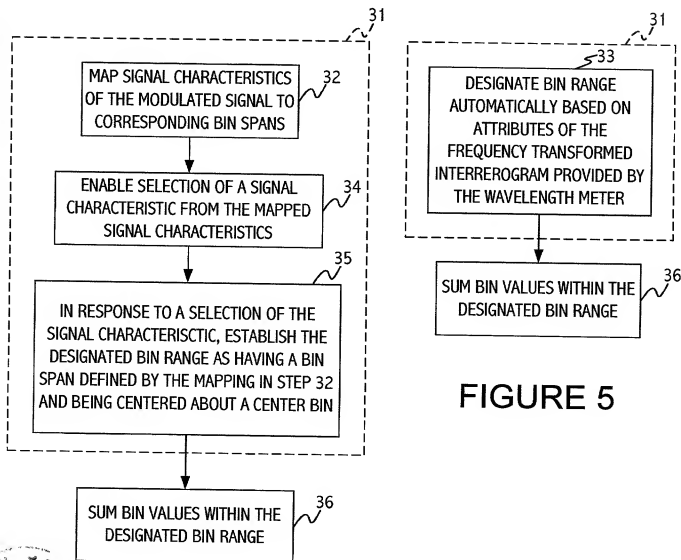 31
MAP SIGNAL CHARACTERISTICS
OF THE MODULATED SIGNAL TO
CORRESPONDING BIN SPANS
32
ENABLE SELECTION OF A SIGNAL
CHARACTERISTIC FROM THE MAPPED
SIGNAL CHARACTERISTICS
34
35
IN RESPONSE TO A SELECTION OF THE
SIGNAL CHARACTERISCTIC, ESTABLISH THE
DESIGNATED BIN RANGE AS HAVING A BIN
SPAN DEFINED BY THE MAPPING IN STEP 32
AND BEING CENTERED ABOUT A CENTER BIN
SUM BIN VALUES WITHIN THE
DESIGNATED BIN RANGE
36
31
33
DESIGNATE BIN RANGE
AUTOMATICALLY BASED ON
ATTRIBUTES OF THE
FREQUENCY TRANSFORMED
INTERREROGRAM PROVIDED BY
THE WAVELENGTH METER
SUM BIN VALUES WITHIN THE
DESIGNATED BIN RANGE
36
FIGURE 5